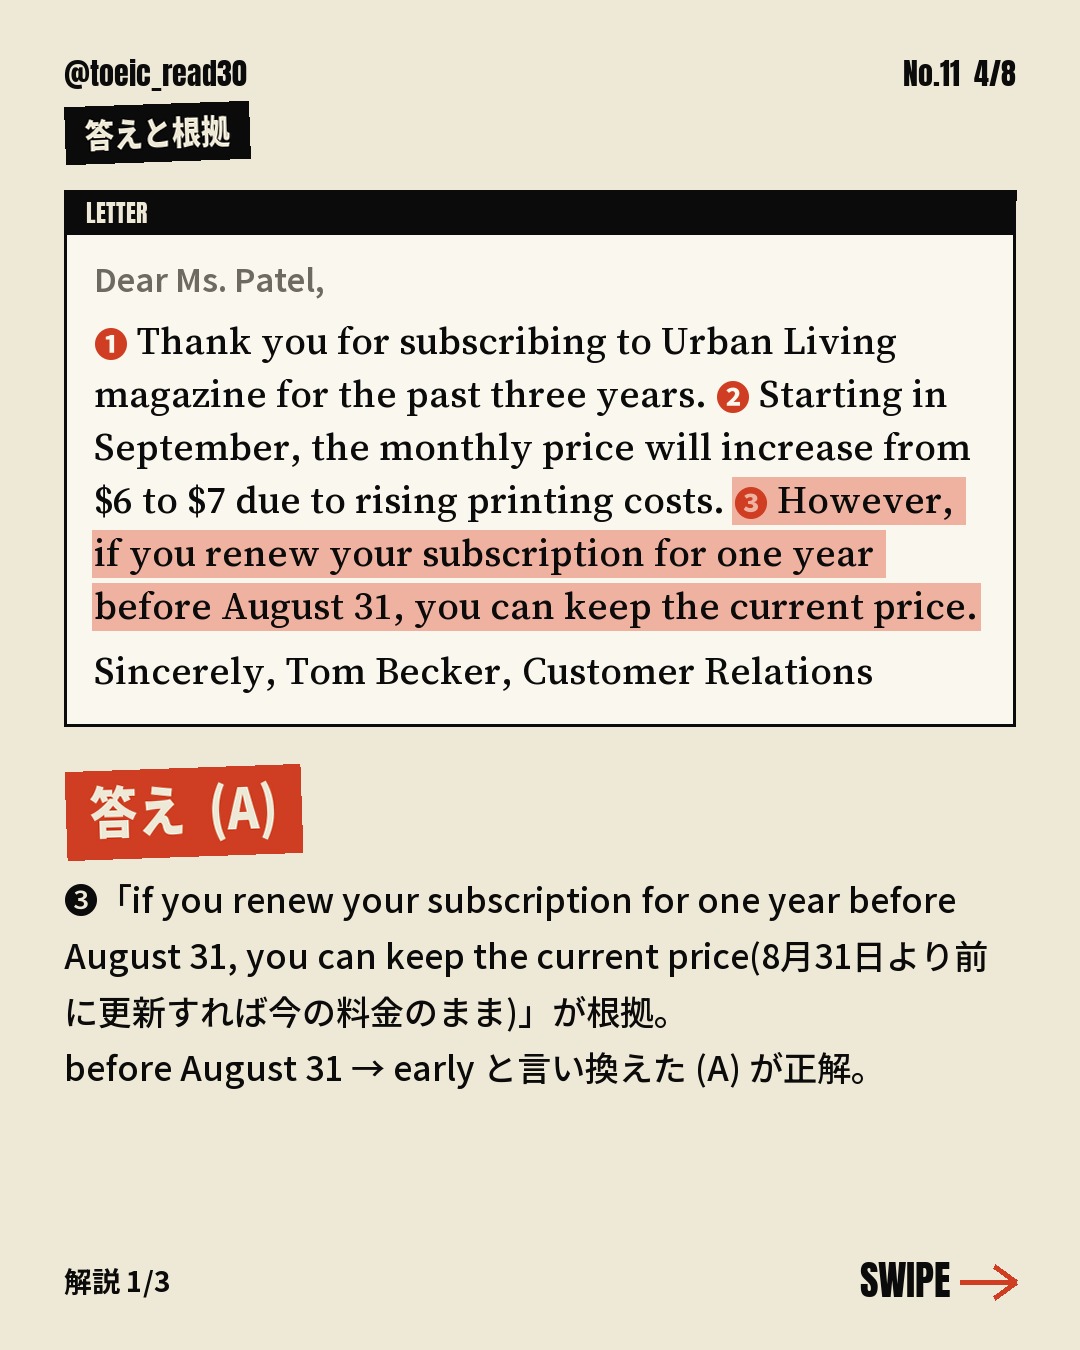 @toeic_read30
No.11 4/8
答えと根拠
LETTER
Dear Ms. Patel,
❶ Thank you for subscribing to Urban Living
magazine for the past three years. ❷ Starting in
September, the monthly price will increase from
$6 to $7 due to rising printing costs. ❸ However,
if you renew your subscription for one year
before August 31, you can keep the current price.
Sincerely, Tom Becker, Customer Relations
答え (A)
❸「if you renew your subscription for one year before
August 31, you can keep the current price(8月31日より前
に更新すれば今の料金のまま)」が根拠。
before August 31 → early と言い換えた (A) が正解。
解説 1/3
SWIPE